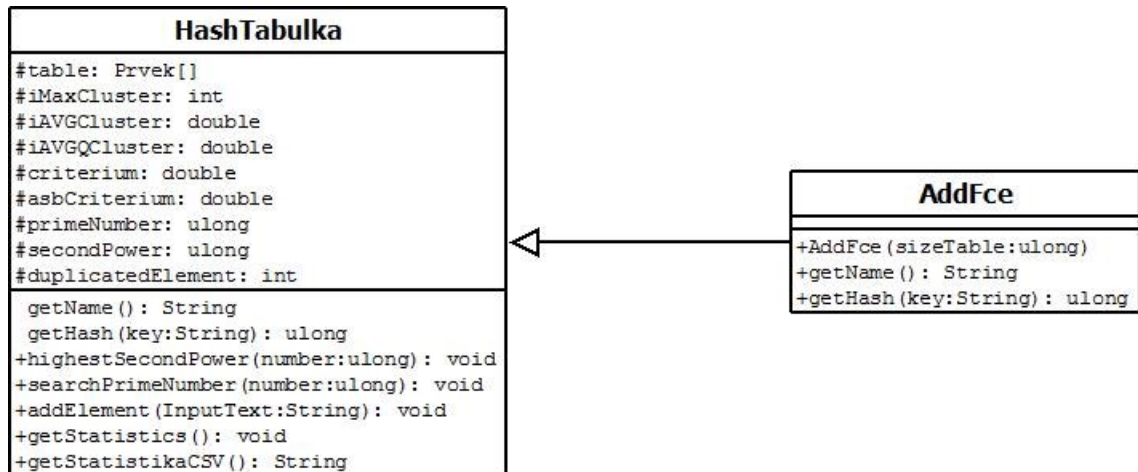 HashTabulka
#table: Prvek[]
#iMaxCluster: int
#iAVGCluster: double
#iAVGQCluster: double
#criterium: double
#asbCriterium: double
#primeNumber: ulong
#secondPower: ulong
#duplicatedElement: int
getName(): String
getHash(key:String): ulong
+highestSecondPower(number:ulong): void
+searchPrimeNumber(number:ulong): void
+addElement(InputText:String): void
+getStatistics(): void
+getStatistikaCSV(): String
AddFce
+AddFce(sizeTable:ulong)
+getName(): String
+getHash(key:String): ulong